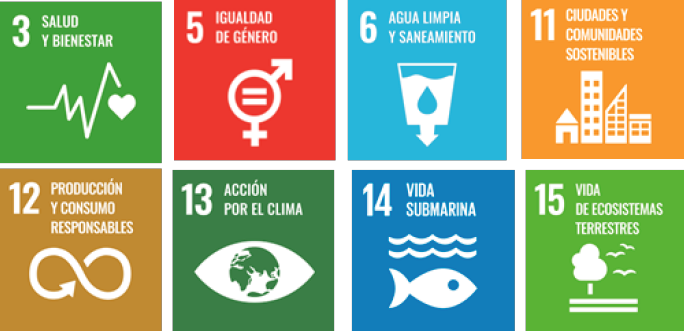 3 SALUD
Y BIENESTAR
5 IGUALDAD
DE GÉNERO
6 AGUA LIMPIA
Y SANEAMIENTO
11 CIUDADES Y
COMUNIDADES
SOSTENIBLES
12 PRODUCCIÓN
Y CONSUMO
RESPONSABLES
13 ACCIÓN
POR EL CLIMA
14 VIDA
SUBMARINA
15 VIDA
DE ECOSISTEMAS
TERRESTRES